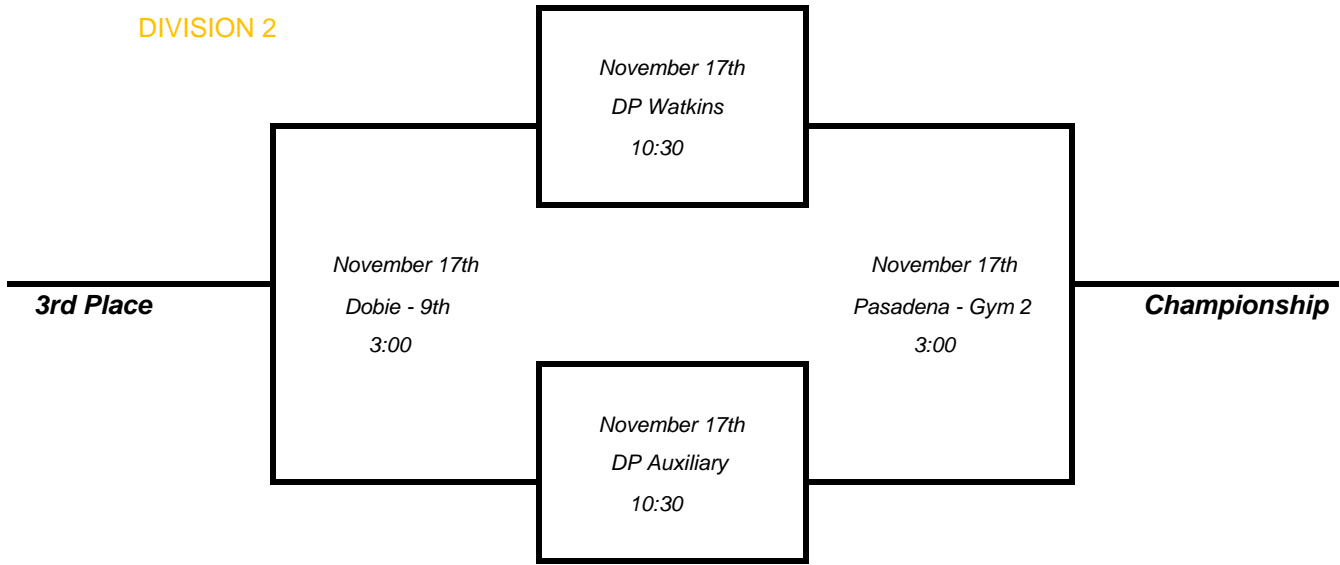 DIVISION 2
November 17th
DP Watkins
10:30
November 17th
Dobie - 9th
3:00
3rd Place
November 17th
Pasadena - Gym 2
3:00
Championship
November 17th
DP Auxiliary
10:30